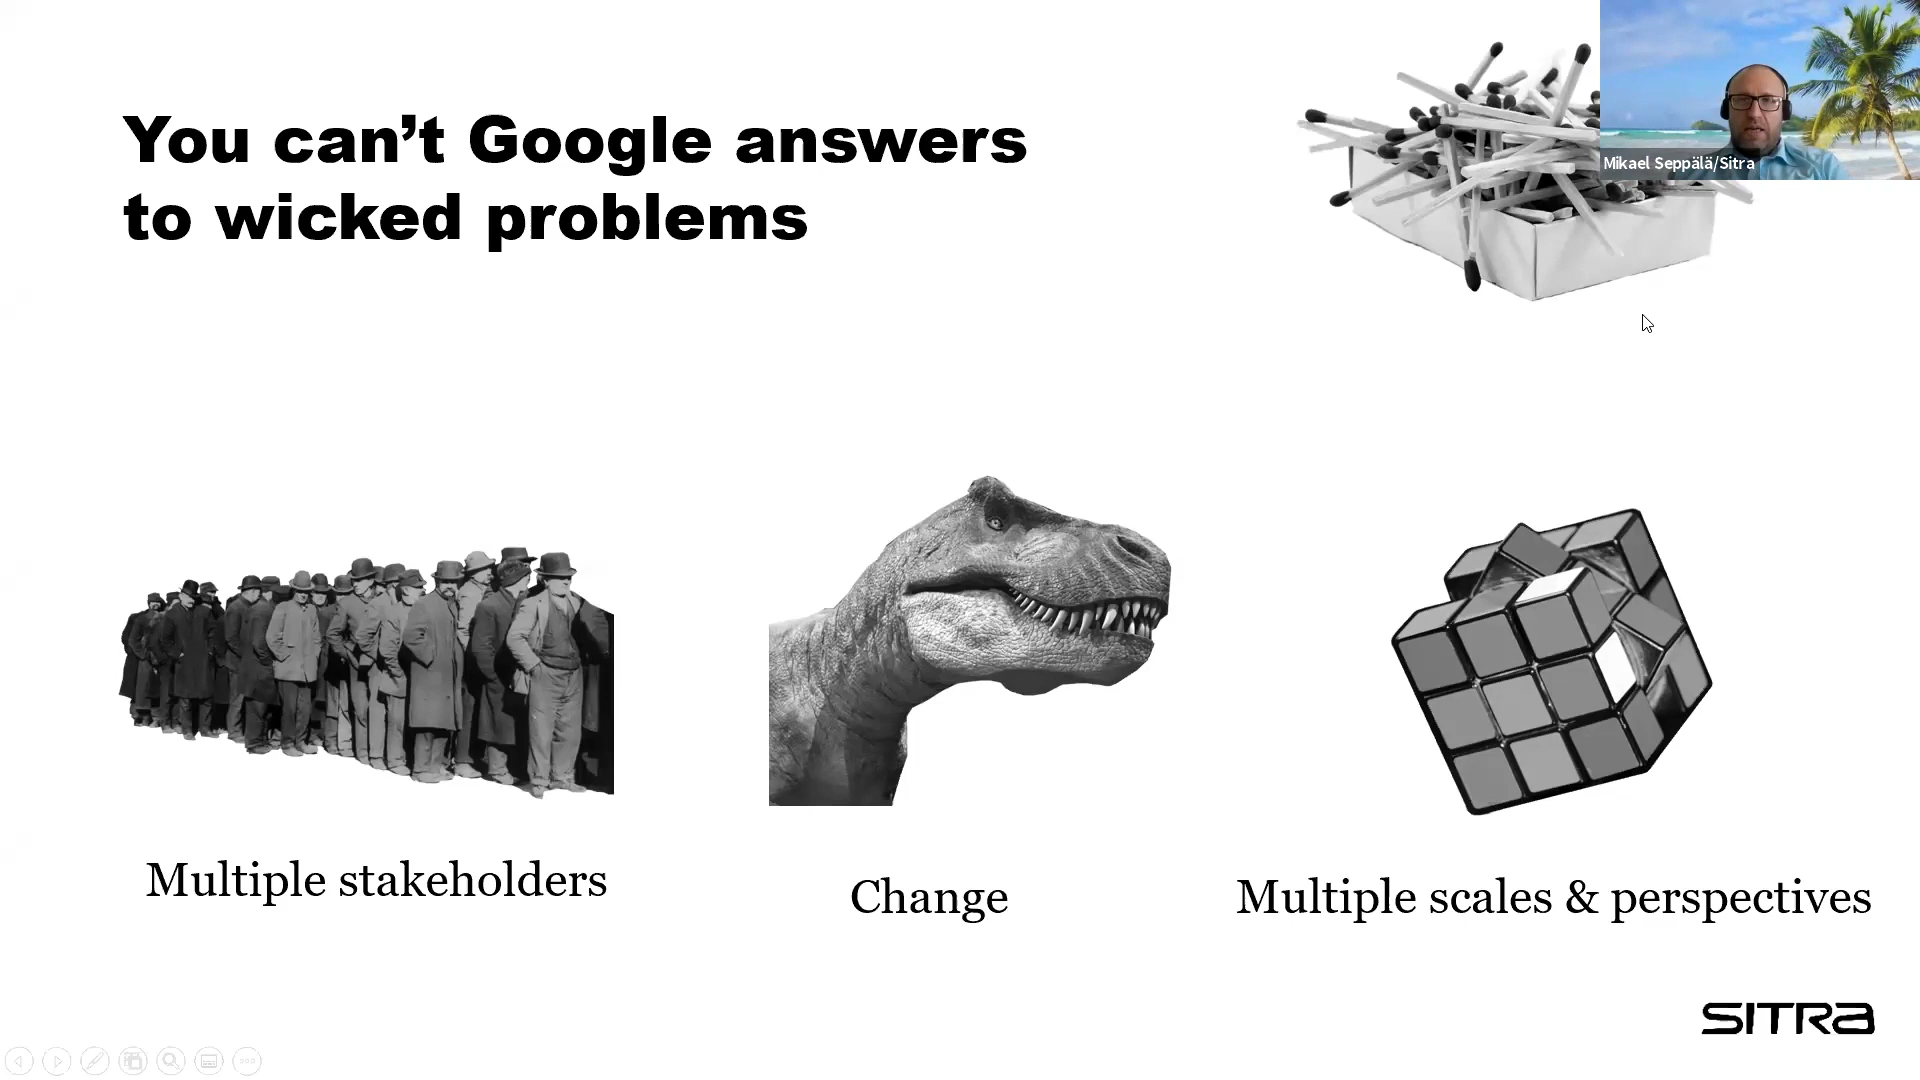 You can’t Google answers
to wicked problems
Mikael Seppälä/Sitra
Multiple stakeholders
Change
Multiple scales & perspectives
SITRA